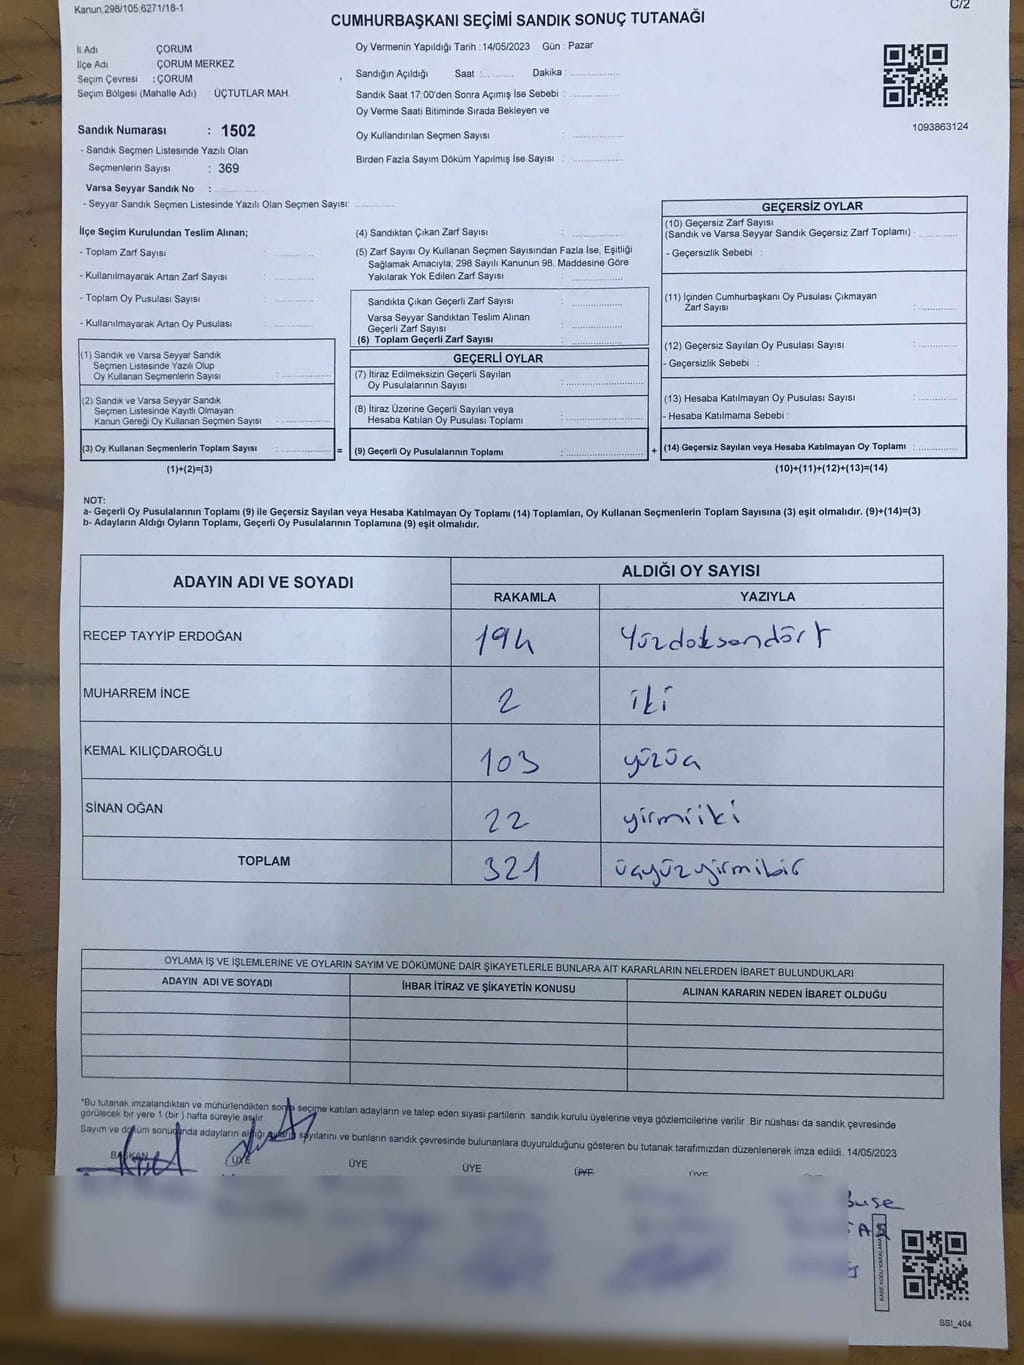 Kanun,298/105,6271/18-1
C/2
CUMHURBAŞKANI SEÇİMİ SANDIK SONUÇ TUTANAĞI
İl Adı ÇORUM
İlçe Adı ÇORUM MERKEZ
Seçim Çevresi : ÇORUM
Seçim Bölgesi (Mahalle Adı) : ÜÇTUTLAR MAH.
Sandık Numarası : 1502
- Sandık Seçmen Listesinde Yazılı Olan
Seçmenlerin Sayısı : 369
Varsa Seyyar Sandık No :
- Seyyar Sandık Seçmen Listesinde Yazılı Olan Seçmen Sayısı:
Oy Vermenin Yapıldığı Tarih : 14/05/2023 Gün : Pazar
Sandığın Açıldığı Saat : Dakika :
Sandık Saat 17:00'den Sonra Açımış İse Sebebi :
Oy Verme Saati Bitiminde Sırada Bekleyen ve
Oy Kullandırılan Seçmen Sayısı :
Birden Fazla Sayım Döküm Yapılmış İse Sayısı :
1093863124
İlçe Seçim Kurulundan Teslim Alınan;
- Toplam Zarf Sayısı :
- Kullanılmayarak Artan Zarf Sayısı :
- Toplam Oy Pusulası Sayısı :
- Kullanılmayarak Artan Oy Pusulası :
(1) Sandık ve Varsa Seyyar Sandık
Seçmen Listesinde Yazılı Olup
Oy Kullanan Seçmenlerin Sayısı :
(2) Sandık ve Varsa Seyyar Sandık
Seçmen Listesinde Kayıtlı Olmayan
Kanun Gereği Oy Kullanan Seçmen Sayısı :
(3) Oy Kullanan Seçmenlerin Toplam Sayısı :
(1)+(2)=(3)
=
(4) Sandıktan Çıkan Zarf Sayısı :
(5) Zarf Sayısı Oy Kullanan Seçmen Sayısından Fazla İse, Eşitliği
Sağlamak Amacıyla; 298 Sayılı Kanunun 98. Maddesine Göre
Yakılarak Yok Edilen Zarf Sayısı :
Sandıkta Çıkan Geçerli Zarf Sayısı :
Varsa Seyyar Sandıktan Teslim Alınan
Geçerli Zarf Sayısı :
(6) Toplam Geçerli Zarf Sayısı :
GEÇERLİ OYLAR
(7) İtiraz Edilmeksizin Geçerli Sayılan
Oy Pusulalarının Sayısı :
(8) İtiraz Üzerine Geçerli Sayılan veya
Hesaba Katılan Oy Pusulası Toplamı :
(9) Geçerli Oy Pusulalarının Toplamı :
+
GEÇERSİZ OYLAR
(10) Geçersiz Zarf Sayısı
(Sandık ve Varsa Seyyar Sandık Geçersiz Zarf Toplamı) :
- Geçersizlik Sebebi :
(11) İçinden Cumhurbaşkanı Oy Pusulası Çıkmayan
Zarf Sayısı :
(12) Geçersiz Sayılan Oy Pusulası Sayısı :
- Geçersizlik Sebebi :
(13) Hesaba Katılmayan Oy Pusulası Sayısı :
- Hesaba Katılmama Sebebi :
(14) Geçersiz Sayılan veya Hesaba Katılmayan Oy Toplamı :
(10)+(11)+(12)+(13)=(14)
NOT:
a- Geçerli Oy Pusulalarının Toplamı (9) ile Geçersiz Sayılan veya Hesaba Katılmayan Oy Toplamı (14) Toplamları, Oy Kullanan Seçmenlerin Toplam Sayısına (3) eşit olmalıdır. (9)+(14)=(3)
b- Adayların Aldığı Oyların Toplamı, Geçerli Oy Pusulalarının Toplamına (9) eşit olmalıdır.
ADAYIN ADI VE SOYADI
ALDIĞI OY SAYISI
RAKAMLA YAZIYLA
RECEP TAYYİP ERDOĞAN 194 Yüzdoksandört
MUHARREM İNCE 2 iki
KEMAL KILIÇDAROĞLU 103 yüzüç
SİNAN OĞAN 22 yirmiiki
TOPLAM 321 üçyüzyirmibir
OYLAMA İŞ VE İŞLEMLERİNE VE OYLARIN SAYIM VE DÖKÜMÜNE DAİR ŞİKAYETLERLE BUNLARA AİT KARARLARIN NELERDEN İBARET BULUNDUKLARI
ADAYIN ADI VE SOYADI İHBAR İTİRAZ VE ŞİKAYETİN KONUSU ALINAN KARARIN NEDEN İBARET OLDUĞU
*Bu tutanak imzalandıktan ve mühürlendikten sonra seçime katılan adayların ve talep eden siyasi partilerin sandık kurulu üyelerine veya gözlemcilerine verilir. Bir nüshası da sandık çevresinde
görülecek bir yere 1 (bir) hafta süreyle asılır.
Sayım ve döküm sonucunda adayların aldığı oyların sayılarını ve bunların sandık çevresinde bulunanlara duyurulduğunu gösteren bu tutanak tarafımızdan düzenlenerek imza edildi. 14/05/2023
BAŞKAN ÜYE ÜYE ÜYE ÜYE ÜYE
Buse
SSI_404